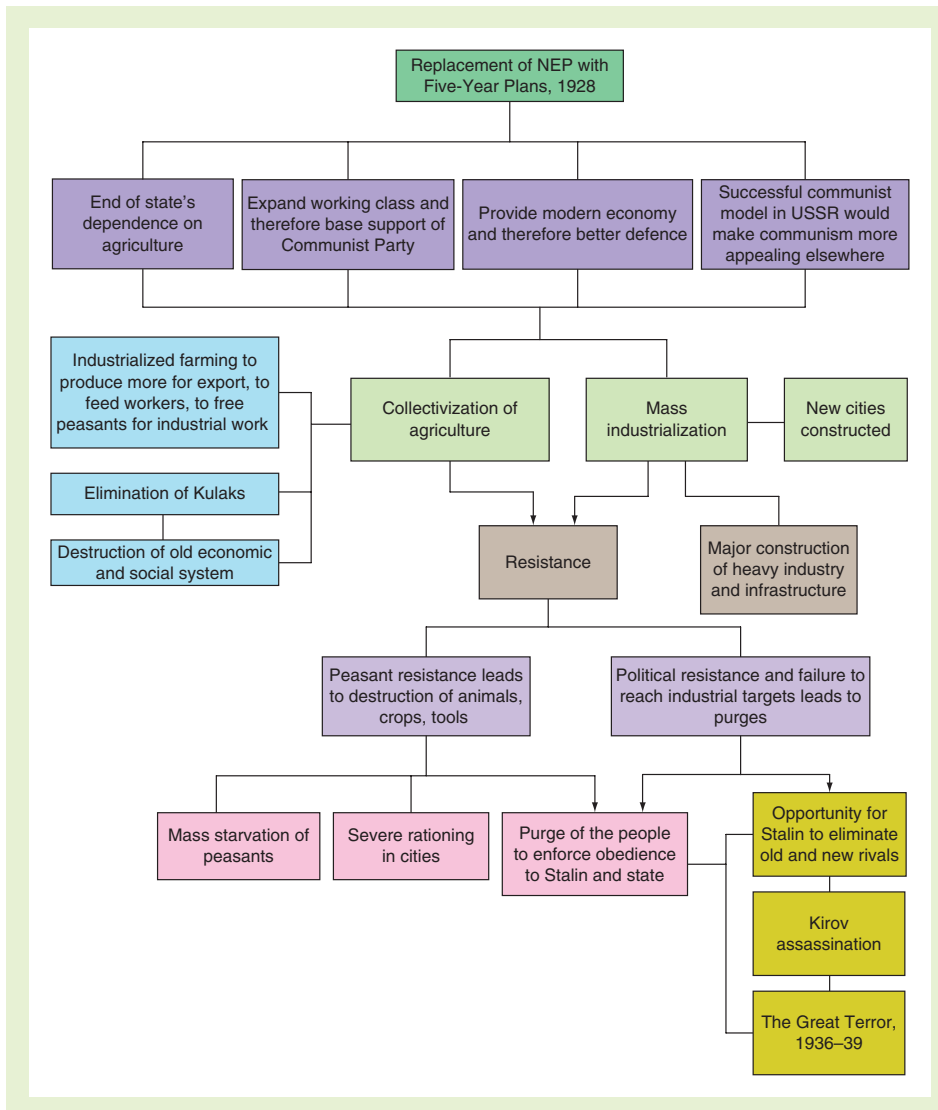 Replacement of NEP with
Five-Year Plans, 1928
End of state's
dependence on
agriculture
Expand working class and
therefore base support of
Communist Party
Provide modern economy
and therefore better defence
Successful communist
model in USSR would
make communism more
appealing elsewhere
Industrialized farming to
produce more for export, to
feed workers, to free
peasants for industrial work
Collectivization of
agriculture
Mass
industrialization
New cities
constructed
Elimination of Kulaks
Destruction of old economic
and social system
Resistance
Major construction
of heavy industry
and infrastructure
Peasant resistance leads
to destruction of animals,
crops, tools
Political resistance and failure to
reach industrial targets leads to
purges
Mass starvation of
peasants
Severe rationing
in cities
Purge of the people
to enforce obedience
to Stalin and state
Opportunity for
Stalin to eliminate
old and new rivals
Kirov
assassination
The Great Terror,
1936–39